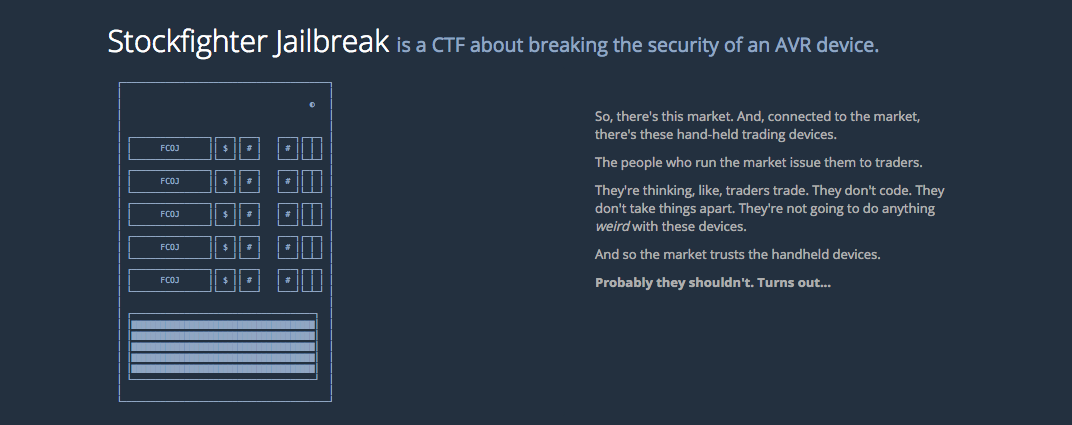 Stockfighter Jailbreak is a CTF about breaking the security of an AVR device.
FCOJ $ # #
FCOJ $ # #
FCOJ $ # #
FCOJ $ # #
FCOJ $ # #
So, there's this market. And, connected to the market,
there's these hand-held trading devices.
The people who run the market issue them to traders.
They're thinking, like, traders trade. They don't code. They
don't take things apart. They're not going to do anything
weird with these devices.
And so the market trusts the handheld devices.
Probably they shouldn't. Turns out...